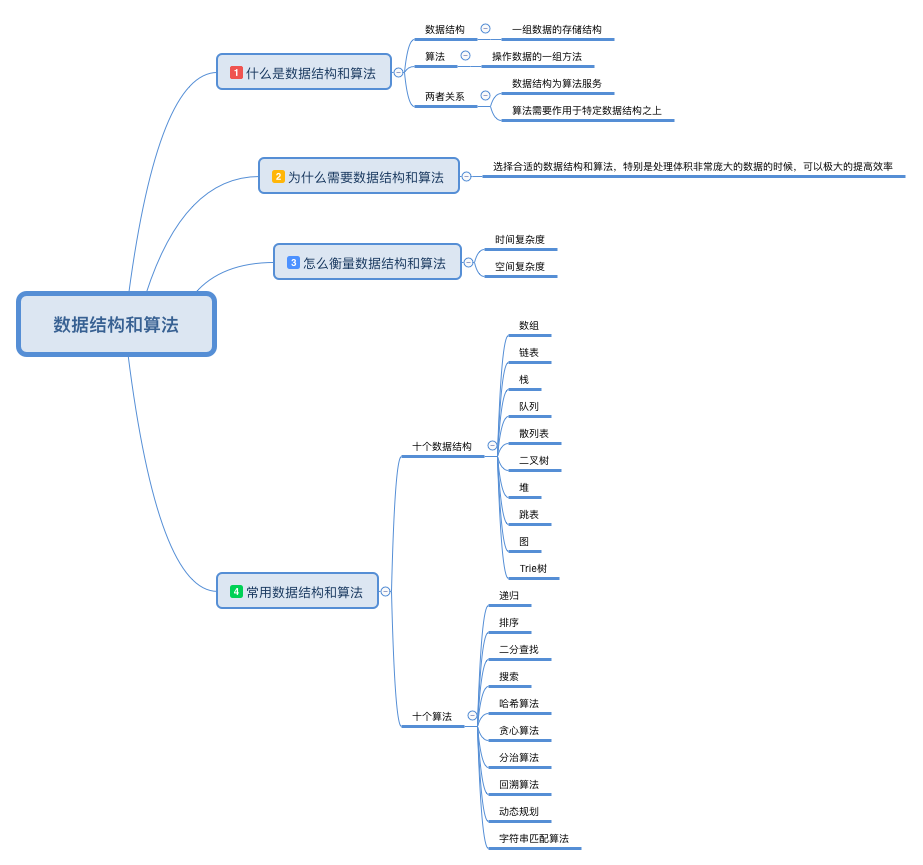 数据结构和算法
1 什么是数据结构和算法
数据结构
一组数据的存储结构
算法
操作数据的一组方法
两者关系
数据结构为算法服务
算法需要作用于特定数据结构之上
2 为什么需要数据结构和算法
选择合适的数据结构和算法，特别是处理体积非常庞大的数据的时候，可以极大的提高效率
3 怎么衡量数据结构和算法
时间复杂度
空间复杂度
4 常用数据结构和算法
十个数据结构
数组
链表
栈
队列
散列表
二叉树
堆
跳表
图
Trie树
十个算法
递归
排序
二分查找
搜索
哈希算法
贪心算法
分治算法
回溯算法
动态规划
字符串匹配算法